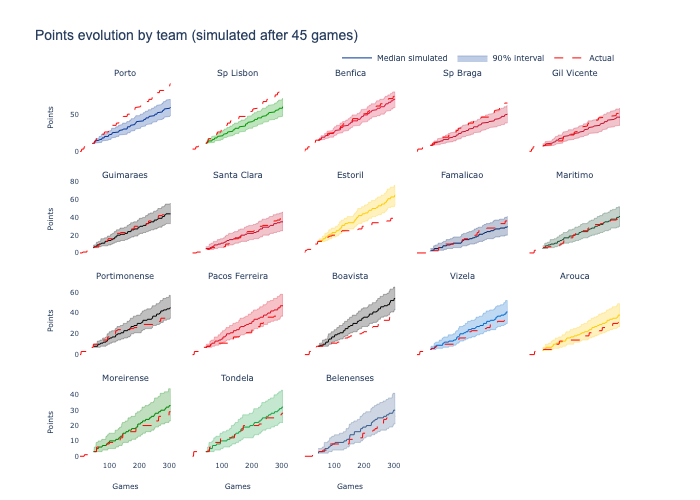 Points evolution by team (simulated after 45 games)
Median simulated 90% interval Actual
Porto Sp Lisbon Benfica Sp Braga Gil Vicente
Points
50
0
Guimaraes Santa Clara Estoril Famalicao Maritimo
Points
80
60
40
20
0
Portimonense Pacos Ferreira Boavista Vizela Arouca
Points
60
40
20
0
Moreirense Tondela Belenenses
Points
40
30
20
10
0
100 200 300 100 200 300 100 200 300
Games Games